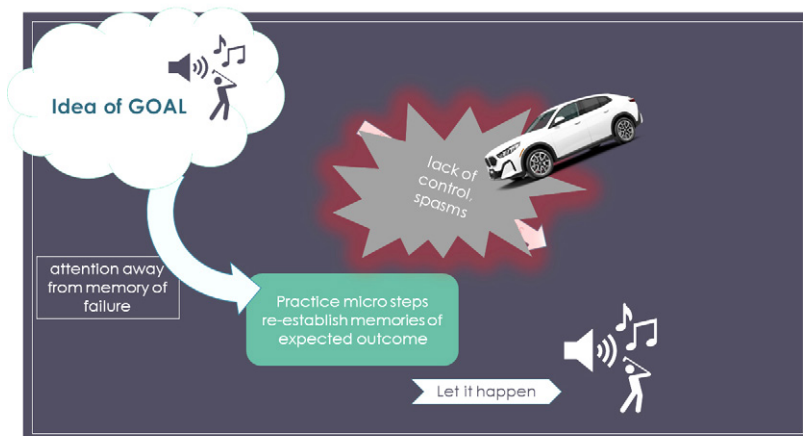 Idea of GOAL
lack of
control,
spasms
attention away
from memory of
failure
Practice micro steps
re-establish memories of
expected outcome
Let it happen